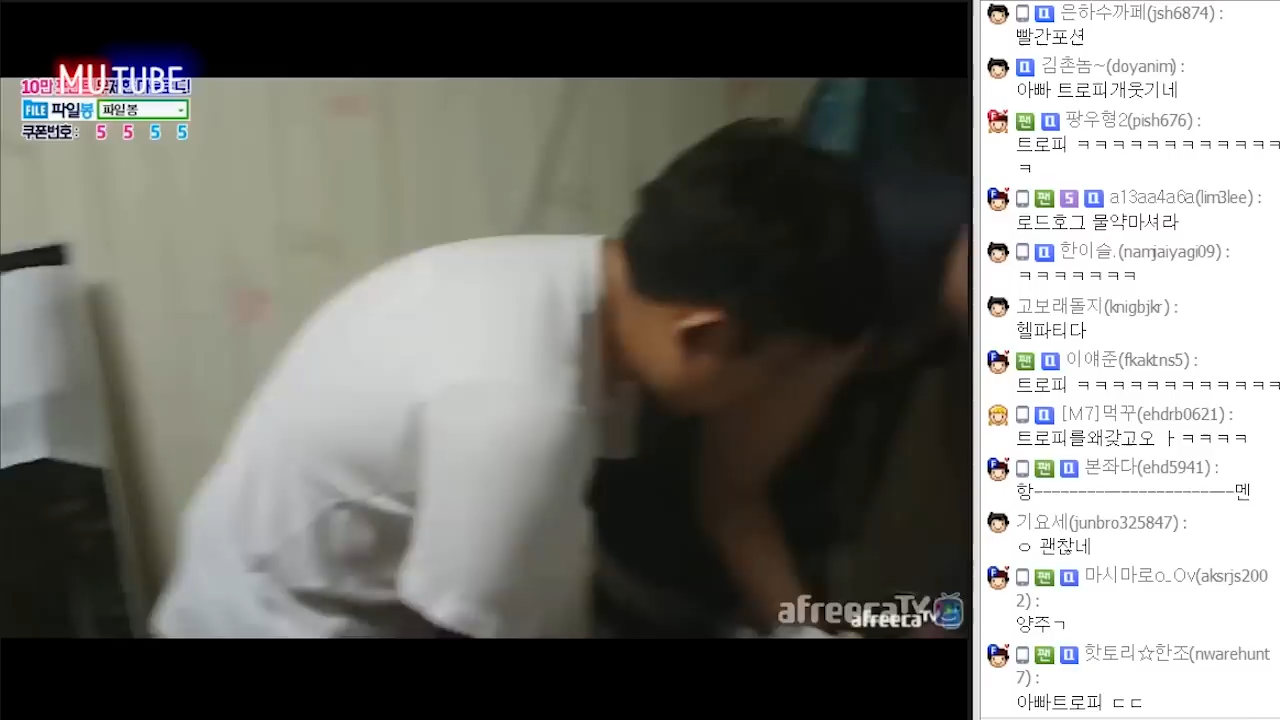 MUTUBE
FILE 파일봉 파일봉
쿠폰번호: 5 5 5 5
afreecaTV
afreecaTV
은하수까페(jsh6874) :
빨간포션
김촌놈~(doyanim) :
아빠 트로피개웃기네
팡우형2(pish676) :
트로피 ㅋㅋㅋㅋㅋㅋㅋㅋㅋㅋㅋㅋ
ㅋ
a13aa4a6a(lim3lee) :
로드호그 물약마셔라
한이슬.(namjaiyagi09) :
ㅋㅋㅋㅋㅋㅋㅋ
고보래돌지(knigbjkr) :
헬파티다
이얘준(fkaktns5) :
트로피 ㅋㅋㅋㅋㅋㅋㅋㅋㅋㅋㅋㅋ
[M7]먹꾸(ehdrb0621) :
트로피를왜갖고오 ㅏㅋㅋㅋㅋ
본좌다(ehd5941) :
항-----------------------멘
기요세(junbro325847) :
ㅇ 괜찮네
마시마로o_Ov(aksrjs200
2) :
양주ㄱ
핫토리☆한조(nwarehunt
7) :
아빠트로피 ㄷㄷ